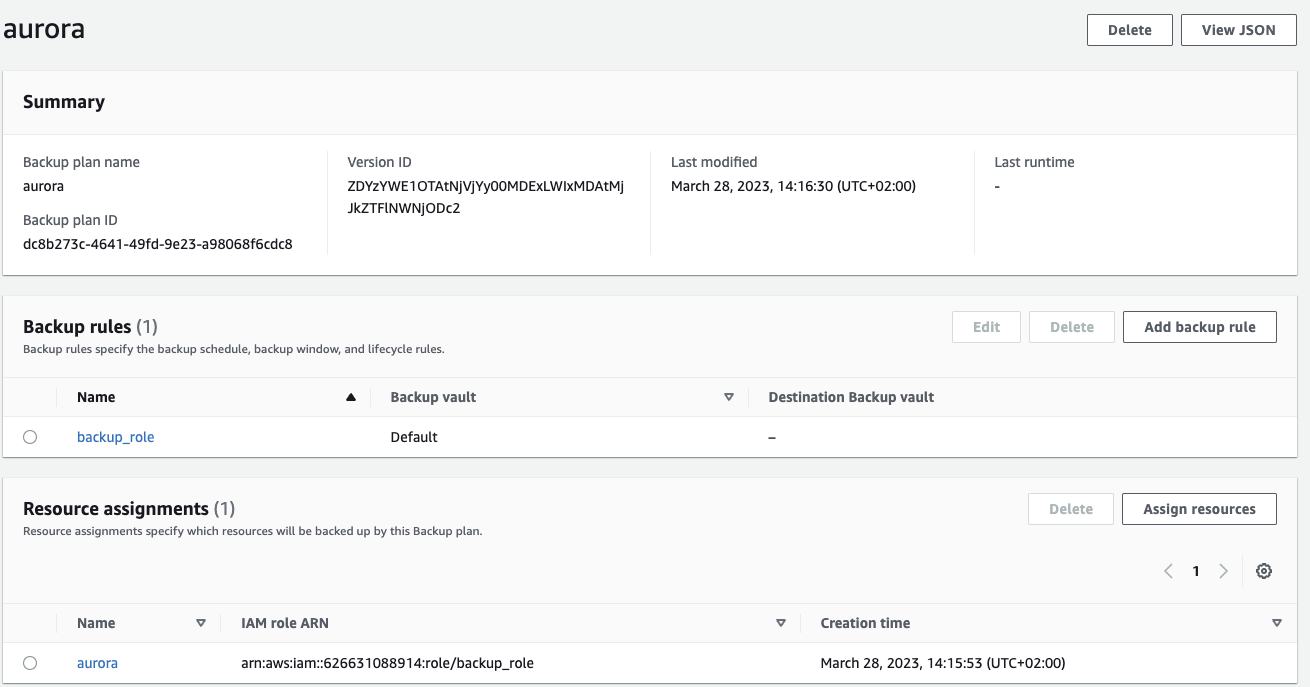 aurora
Delete
View JSON
Summary
Backup plan name
aurora
Backup plan ID
dc8b273c-4641-49fd-9e23-a98068f6cdc8
Version ID
ZDYzYWE1OTAtNjVjYy00MDExLWIxMDAtMj
JkZTFlNWNjODc2
Last modified
March 28, 2023, 14:16:30 (UTC+02:00)
Last runtime
-
Backup rules (1)
Backup rules specify the backup schedule, backup window, and lifecycle rules.
Edit
Delete
Add backup rule
Name
Backup vault
Destination Backup vault
backup_role
Default
–
Resource assignments (1)
Resource assignments specify which resources will be backed up by this Backup plan.
Delete
Assign resources
1
Name
IAM role ARN
Creation time
aurora
arn:aws:iam::626631088914:role/backup_role
March 28, 2023, 14:15:53 (UTC+02:00)